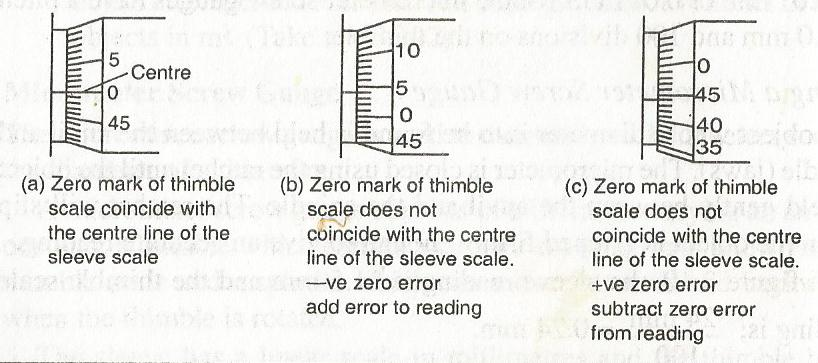 5
Centre
0
45
10
5
0
45
0
45
40
35
(a) Zero mark of thimble
scale coincides with
the centre line of the
sleeve scale
(b) Zero mark of thimble
scale does not
coincide with the centre
line of the sleeve scale.
–ve zero error
add error to reading
(c) Zero mark of thimble
scale does not
coincide with the centre
line of the sleeve scale.
+ve zero error
subtract zero error
from reading